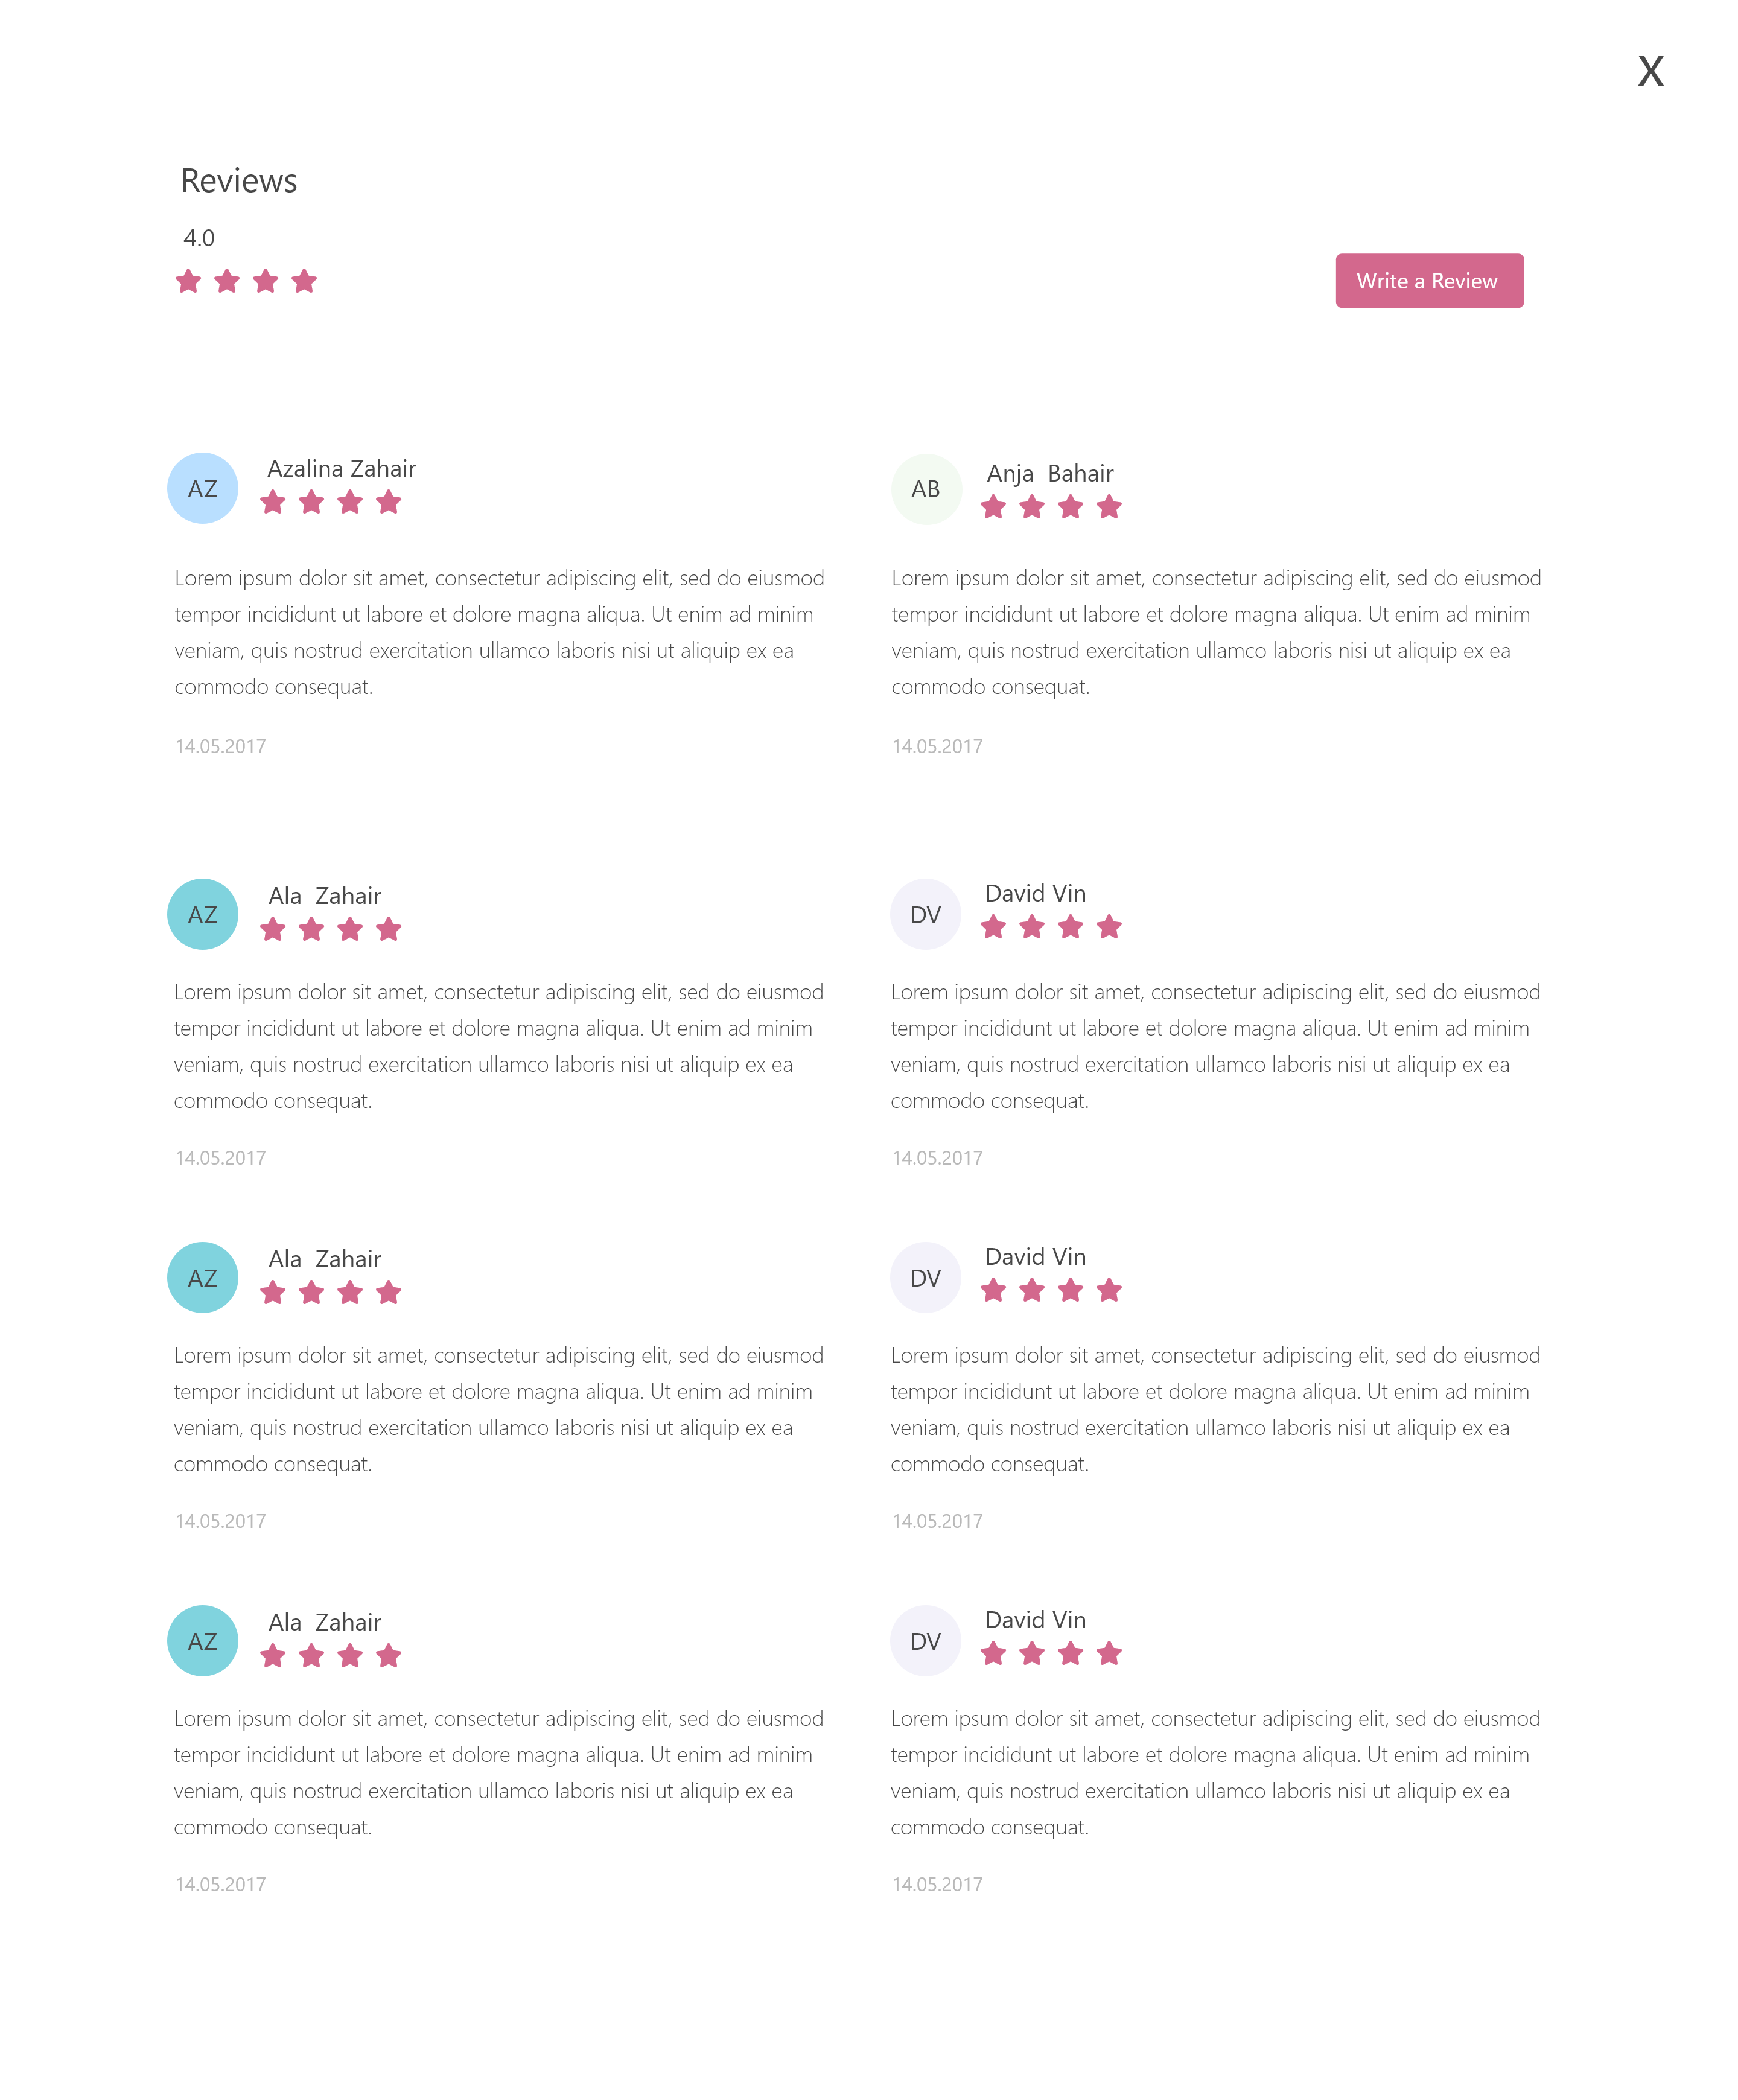 X
Reviews
4.0
Write a Review
AZ
Azalina Zahair
Lorem ipsum dolor sit amet, consectetur adipiscing elit, sed do eiusmod
tempor incididunt ut labore et dolore magna aliqua. Ut enim ad minim
veniam, quis nostrud exercitation ullamco laboris nisi ut aliquip ex ea
commodo consequat.
14.05.2017
AB
Anja  Bahair
Lorem ipsum dolor sit amet, consectetur adipiscing elit, sed do eiusmod
tempor incididunt ut labore et dolore magna aliqua. Ut enim ad minim
veniam, quis nostrud exercitation ullamco laboris nisi ut aliquip ex ea
commodo consequat.
14.05.2017
AZ
Ala  Zahair
Lorem ipsum dolor sit amet, consectetur adipiscing elit, sed do eiusmod
tempor incididunt ut labore et dolore magna aliqua. Ut enim ad minim
veniam, quis nostrud exercitation ullamco laboris nisi ut aliquip ex ea
commodo consequat.
14.05.2017
DV
David Vin
Lorem ipsum dolor sit amet, consectetur adipiscing elit, sed do eiusmod
tempor incididunt ut labore et dolore magna aliqua. Ut enim ad minim
veniam, quis nostrud exercitation ullamco laboris nisi ut aliquip ex ea
commodo consequat.
14.05.2017
AZ
Ala  Zahair
Lorem ipsum dolor sit amet, consectetur adipiscing elit, sed do eiusmod
tempor incididunt ut labore et dolore magna aliqua. Ut enim ad minim
veniam, quis nostrud exercitation ullamco laboris nisi ut aliquip ex ea
commodo consequat.
14.05.2017
DV
David Vin
Lorem ipsum dolor sit amet, consectetur adipiscing elit, sed do eiusmod
tempor incididunt ut labore et dolore magna aliqua. Ut enim ad minim
veniam, quis nostrud exercitation ullamco laboris nisi ut aliquip ex ea
commodo consequat.
14.05.2017
AZ
Ala  Zahair
Lorem ipsum dolor sit amet, consectetur adipiscing elit, sed do eiusmod
tempor incididunt ut labore et dolore magna aliqua. Ut enim ad minim
veniam, quis nostrud exercitation ullamco laboris nisi ut aliquip ex ea
commodo consequat.
14.05.2017
DV
David Vin
Lorem ipsum dolor sit amet, consectetur adipiscing elit, sed do eiusmod
tempor incididunt ut labore et dolore magna aliqua. Ut enim ad minim
veniam, quis nostrud exercitation ullamco laboris nisi ut aliquip ex ea
commodo consequat.
14.05.2017